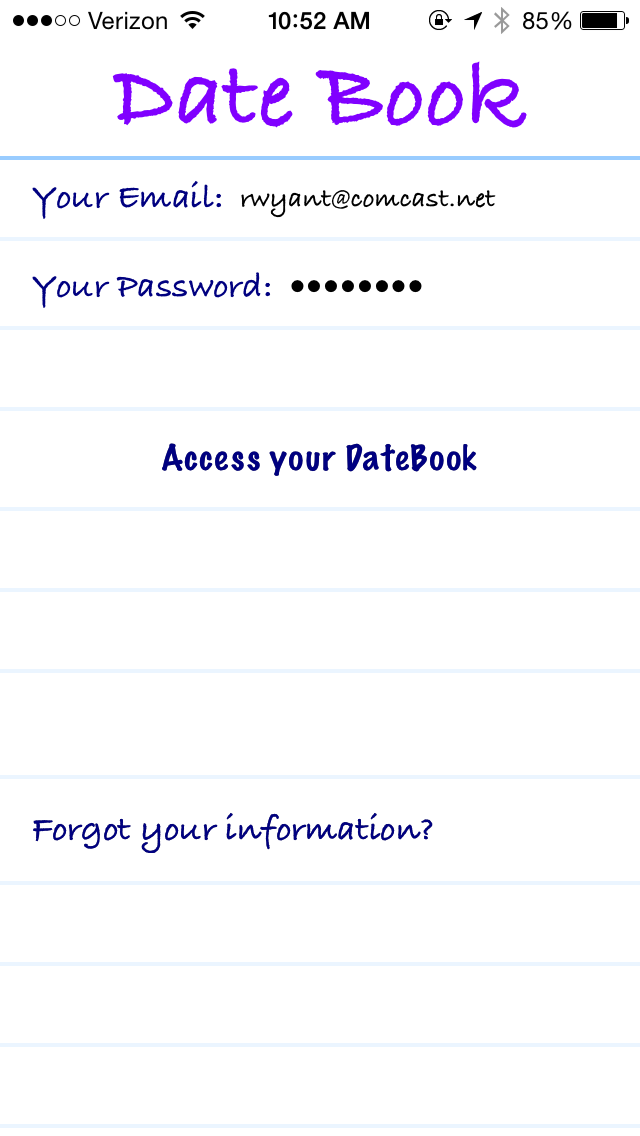 Verizon 10:52 AM 85%
Date Book
Your Email: rwyant@comcast.net
Your Password: ••••••••
Access your DateBook
Forgot your information?